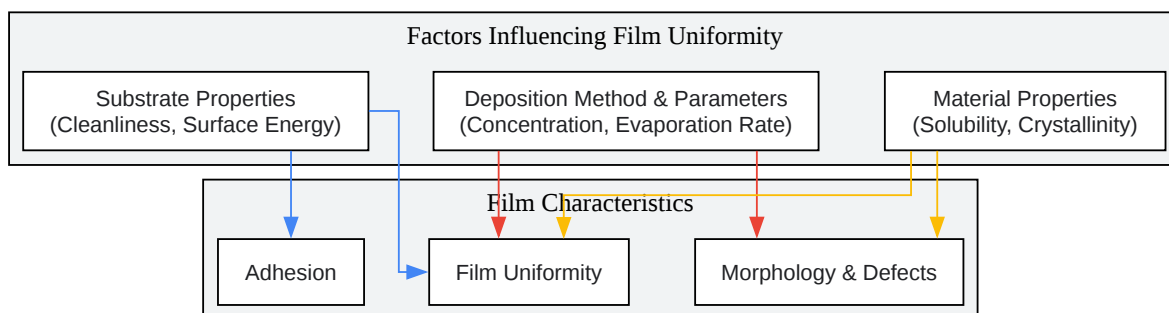 Factors Influencing Film Uniformity
Substrate Properties
(Cleanliness, Surface Energy)
Deposition Method & Parameters
(Concentration, Evaporation Rate)
Material Properties
(Solubility, Crystallinity)
Film Characteristics
Adhesion
Film Uniformity
Morphology & Defects